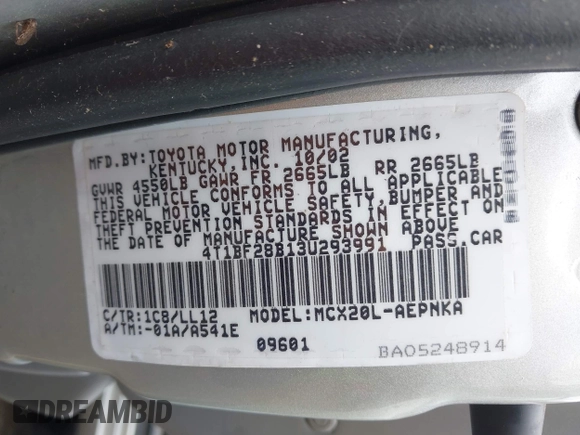 MFD.BY:TOYOTA MOTOR MANUFACTURING,
KENTUCKY, INC. 10/02
GVWR 4550LB GAWR FR 2665LB RR 2665LB
THIS VEHICLE CONFORMS TO ALL APPLICABLE
FEDERAL MOTOR VEHICLE SAFETY, BUMPER AND
THEFT PREVENTION STANDARDS IN EFFECT ON
THE DATE OF MANUFACTURE SHOWN ABOVE
4T1BF28B13U293991 PASS.CAR
C/TR:1C8/LL12 MODEL:MCX20L-AEPNKA
A/TM:-01A/A541E
09601 BA05248914
DREAMBID